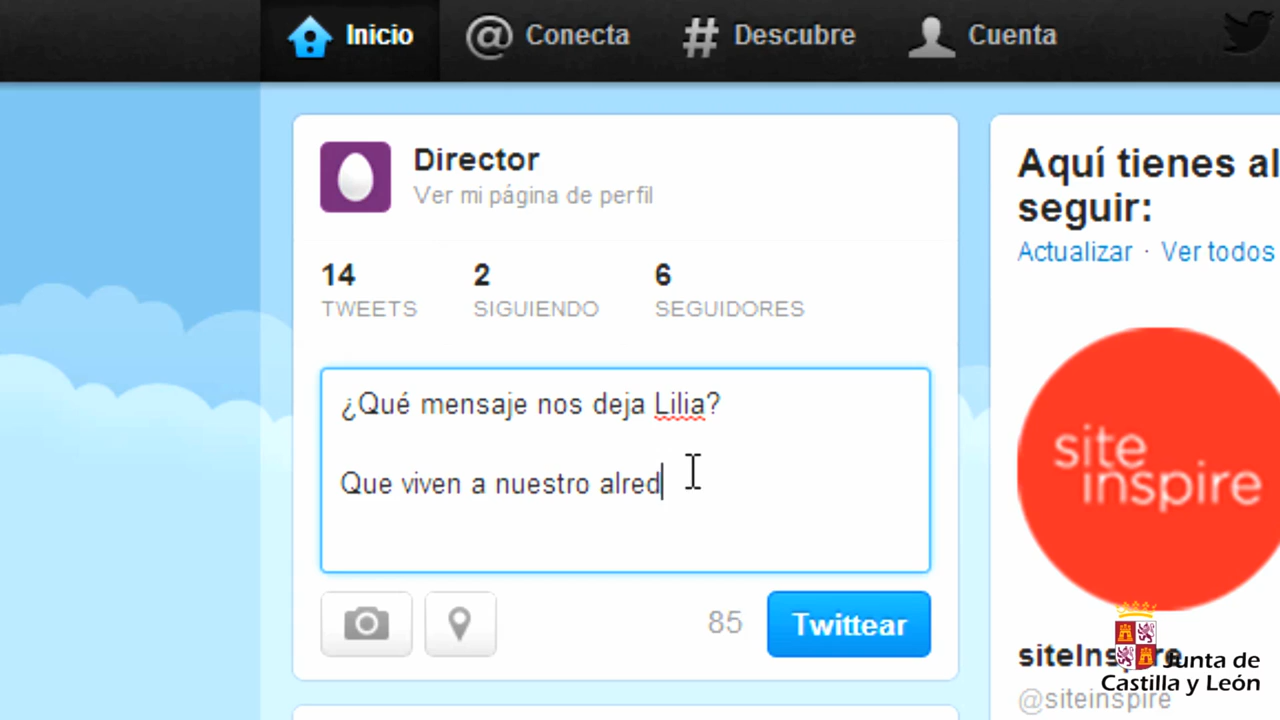 Inicio
Conecta
Descubre
Cuenta
Director
Ver mi página de perfil
14
TWEETS
2
SIGUIENDO
6
SEGUIDORES
¿Qué mensaje nos deja Lilia?
Que viven a nuestro alred
85
Twittear
Aquí tienes al
seguir:
Actualizar · Ver todos
site
inspire
@siteinspire
Junta de
Castilla y León